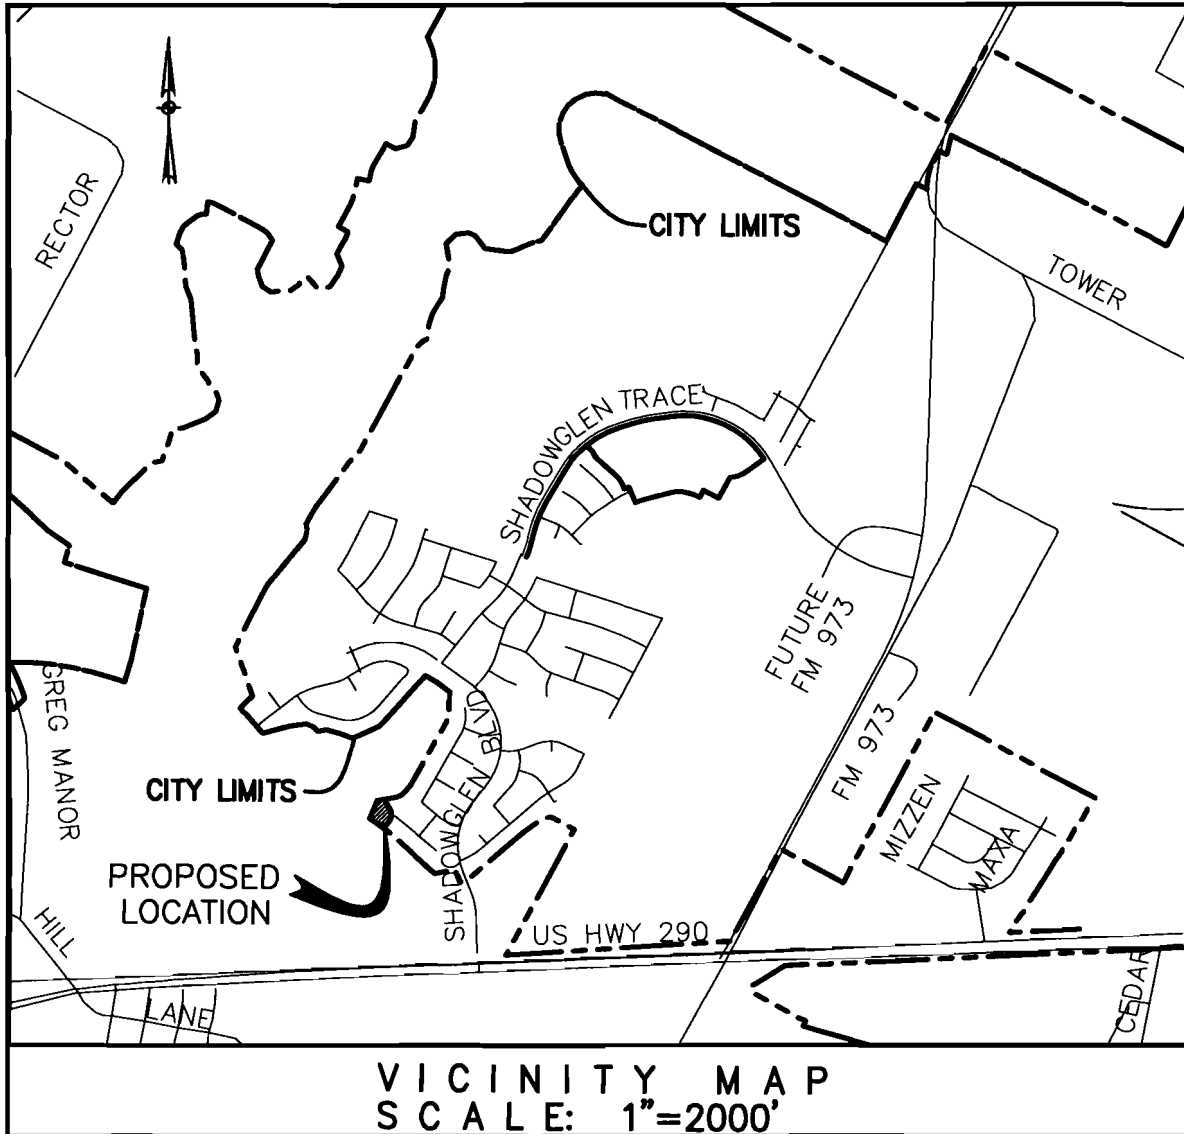 RECTOR
CITY LIMITS
TOWER
SHADOWGLEN TRACE
FUTURE
FM 973
FM 973
GREG MANOR
CITY LIMITS
SHADOWGLEN BLVD
MIZZEN
MAXA
PROPOSED
LOCATION
HILL
LANE
US HWY 290
CEDAR
VICINITY MAP
SCALE: 1"=2000'